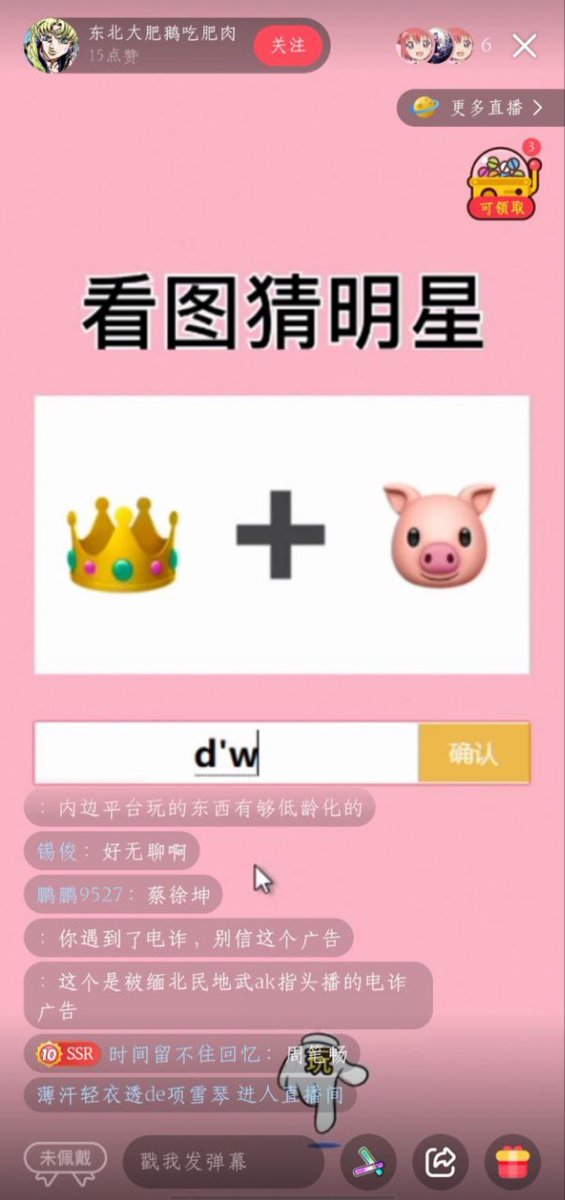 东北大肥鹅吃肥肉
15点赞
关注
6
更多直播
3
可领取
看图猜明星
d'w
确认
：内边平台玩的东西有够低龄化的
锡俊：好无聊啊
鹏鹏9527：蔡徐坤
：你遇到了电诈，别信这个广告
：这个是被缅北民地武ak指头播的电诈
广告
10 SSR 时间留不住回忆：周笔畅
玩
薄汗轻衣透de项雪琴 进入直播间
未佩戴
戳我发弹幕